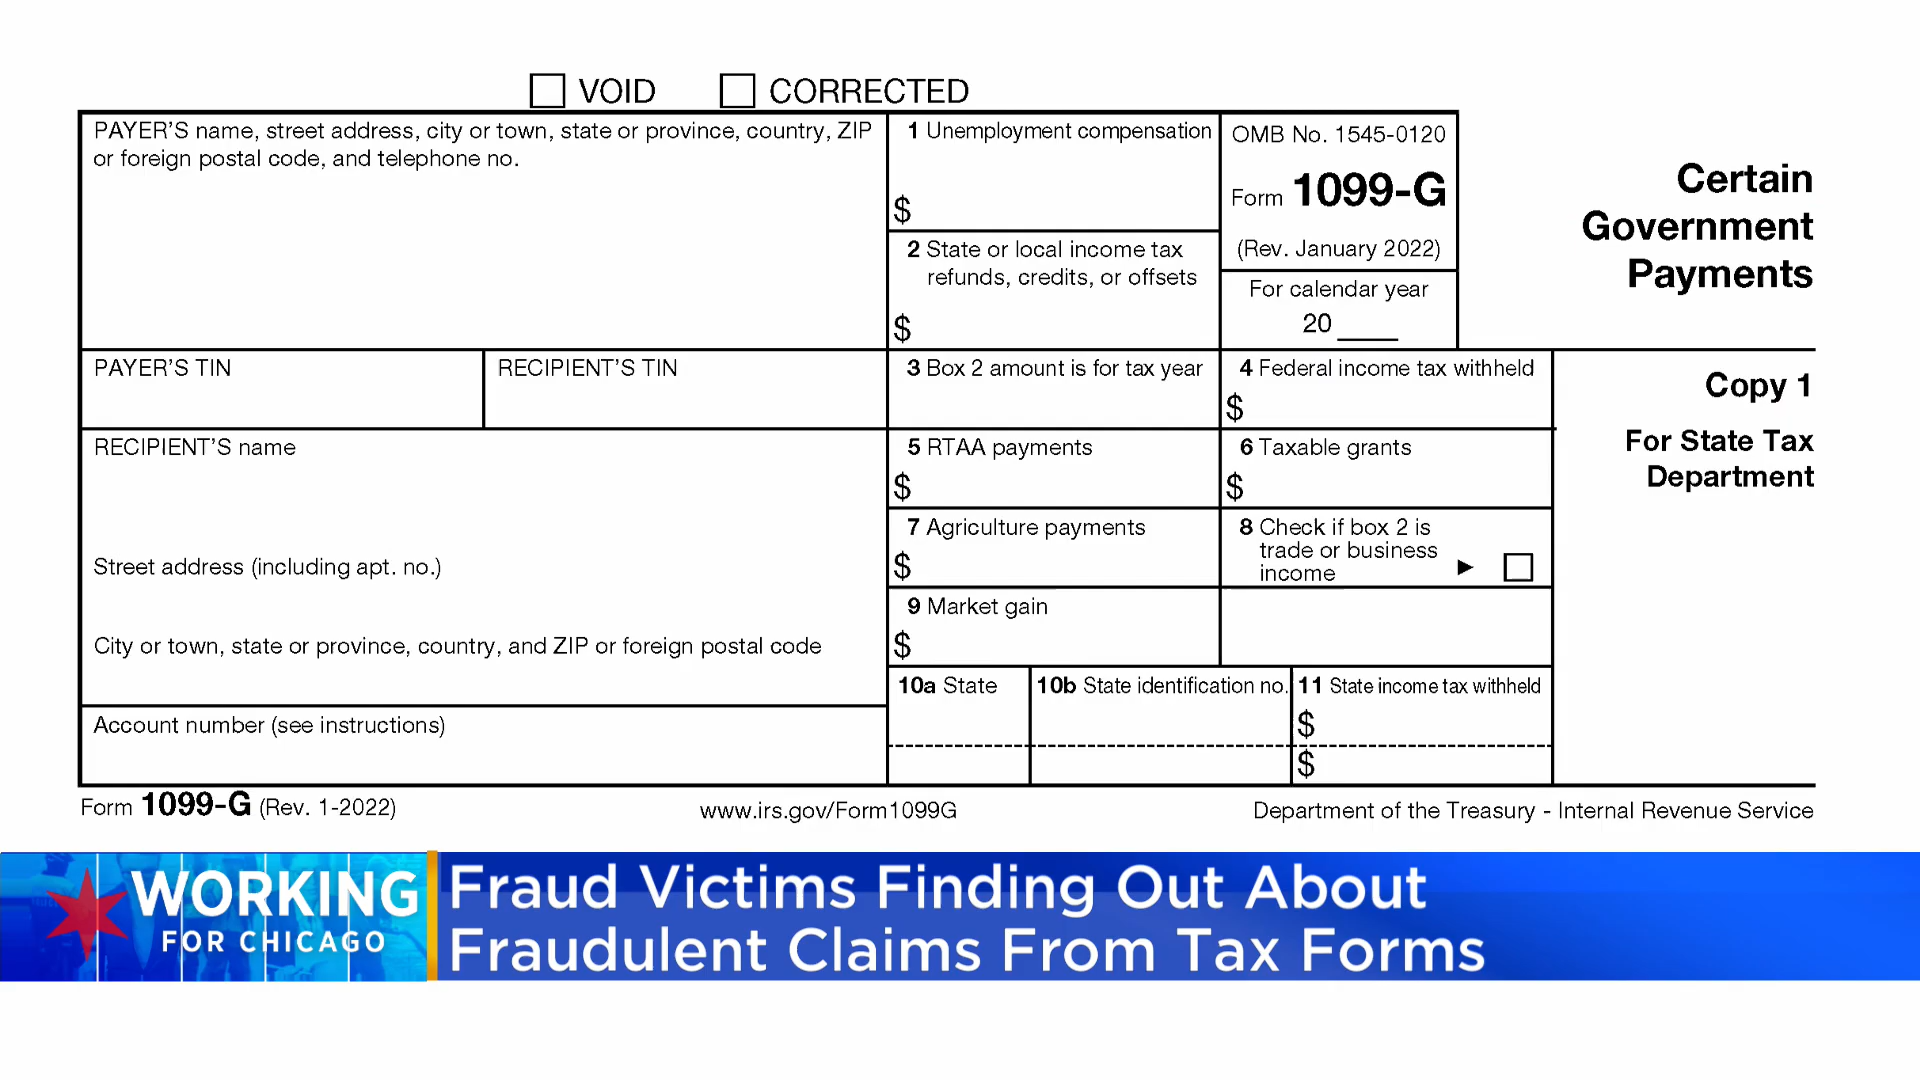 VOID CORRECTED
PAYER'S name, street address, city or town, state or province, country, ZIP
or foreign postal code, and telephone no.
1 Unemployment compensation
$
OMB No. 1545-0120
Form 1099-G
(Rev. January 2022)
For calendar year
20 ____
Certain
Government
Payments
2 State or local income tax
refunds, credits, or offsets
$
PAYER'S TIN
RECIPIENT'S TIN
3 Box 2 amount is for tax year
4 Federal income tax withheld
$
Copy 1
For State Tax
Department
RECIPIENT'S name
5 RTAA payments
$
6 Taxable grants
$
7 Agriculture payments
$
8 Check if box 2 is
trade or business
income ►
Street address (including apt. no.)
9 Market gain
$
City or town, state or province, country, and ZIP or foreign postal code
10a State
10b State identification no.
11 State income tax withheld
$
$
Account number (see instructions)
Form 1099-G (Rev. 1-2022)
www.irs.gov/Form1099G
Department of the Treasury - Internal Revenue Service
WORKING
FOR CHICAGO
Fraud Victims Finding Out About
Fraudulent Claims From Tax Forms